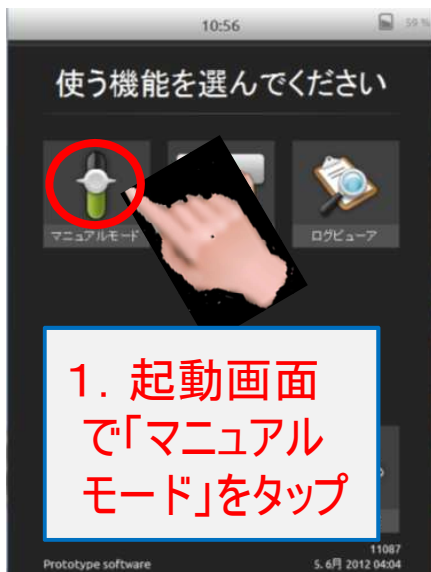 10:56
59 %
使う機能を選んでください
マニュアルモード
ログビューア
1. 起動画面
で「マニュアル
モード」をタップ
11087
Prototype software
5. 6月 2012 04:04